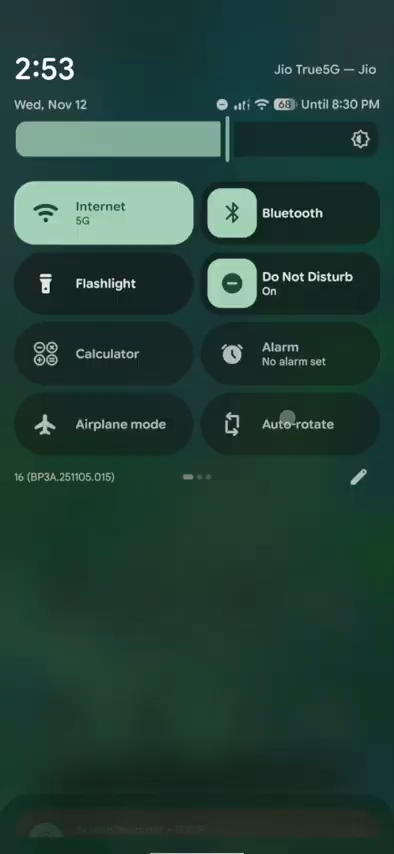 2:53
Jio True5G — Jio
Wed, Nov 12
68 Until 8:30 PM
Internet
5G
Bluetooth
Flashlight
Do Not Disturb
On
Calculator
Alarm
No alarm set
Airplane mode
Auto-rotate
16 (BP3A.251105.015)